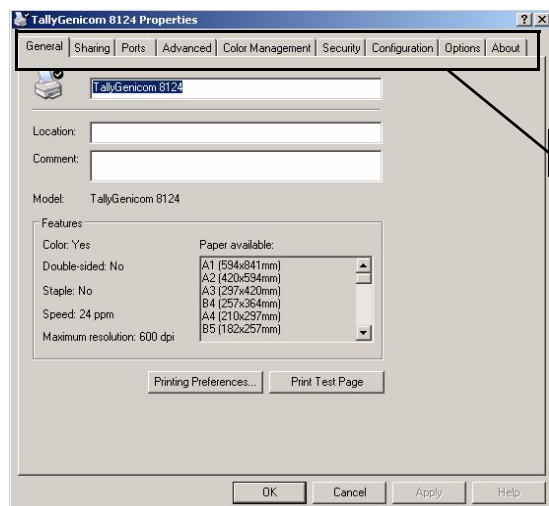 TallyGenicom 8124 Properties
General Sharing Ports Advanced Color Management Security Configuration Options About
TallyGenicom 8124
Location:
Comment:
Model: TallyGenicom 8124
Features
Color: Yes
Double-sided: No
Staple: No
Speed: 24 ppm
Maximum resolution: 600 dpi
Paper available:
A1 (594x841mm)
A2 (420x594mm)
A3 (297x420mm)
B4 (257x364mm)
A4 (210x297mm)
B5 (182x257mm)
Printing Preferences... Print Test Page
OK Cancel Apply Help